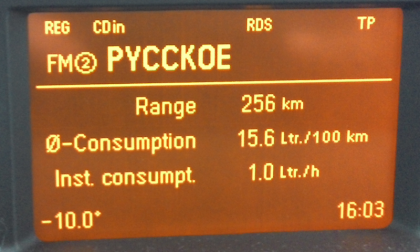 REG CDin RDS TP
FM② РУССКОЕ
Range 256 km
Ø-Consumption 15.6 Ltr./100 km
Inst. consumpt. 1.0 Ltr./h
-10.0° 16:03